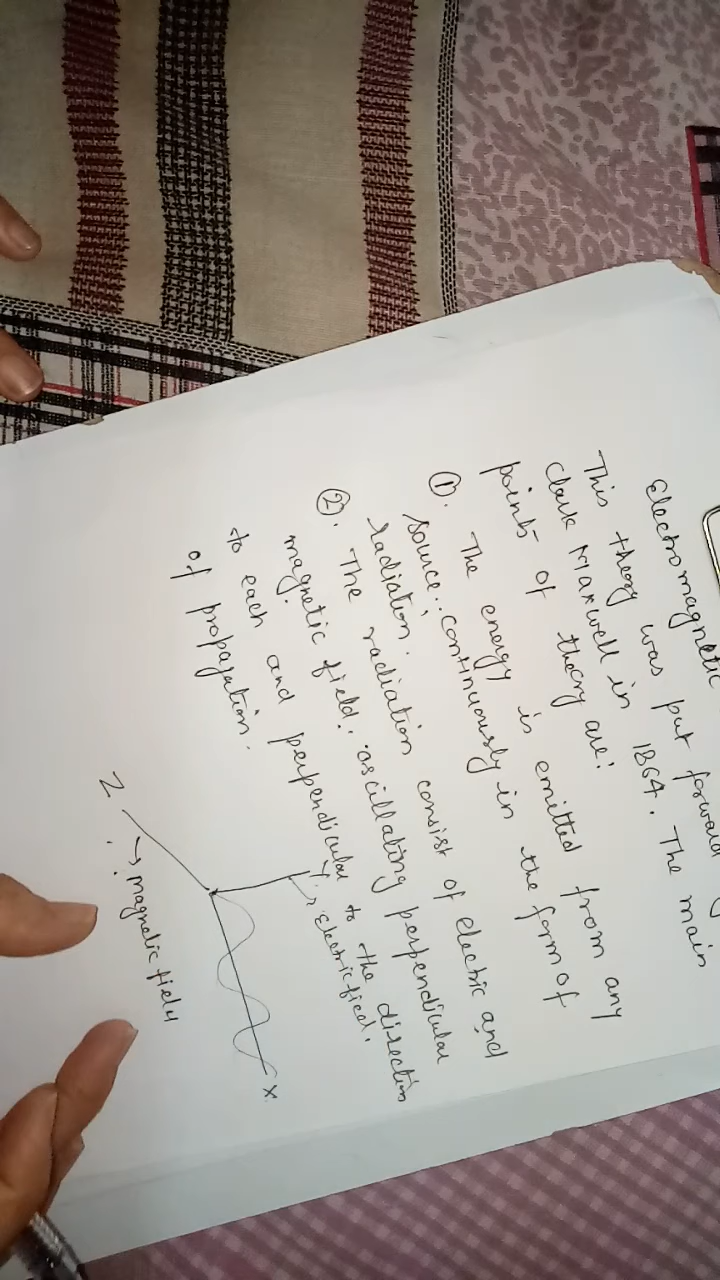 Electromagnetic
This theory was put forward
Clark Maxwell in 1864. The main
points of theory are:
①. The energy is emitted from any
source.. continuously in the form of
radiation.
②. The radiation consist of electric and
magnetic field. oscillating perpendicular
to each and perpendicular to the direction
of propagation.
Y
→ Electric field.
X.
Z
→ magnetic field